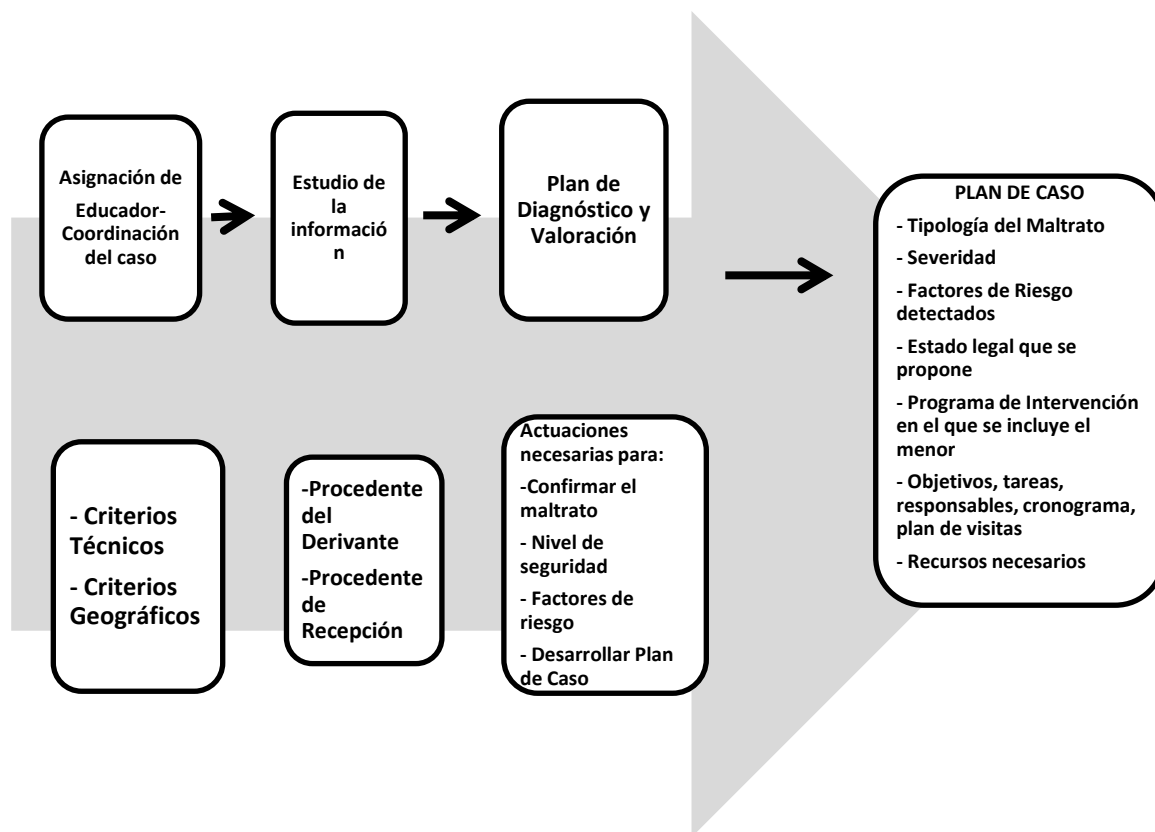 Asignación de
Educador-
Coordinación
del caso
Estudio de
la
informació
n
Plan de
Diagnóstico y
Valoración
PLAN DE CASO
- Tipología del Maltrato
- Severidad
- Factores de Riesgo
detectados
- Estado legal que se
propone
- Programa de Intervención
en el que se incluye el
menor
- Objetivos, tareas,
responsables, cronograma,
plan de visitas
- Recursos necesarios
- Criterios
Técnicos
- Criterios
Geográficos
-Procedente
del
Derivante
-Procedente
de
Recepción
Actuaciones
necesarias para:
-Confirmar el
maltrato
- Nivel de
seguridad
- Factores de
riesgo
- Desarrollar Plan
de Caso